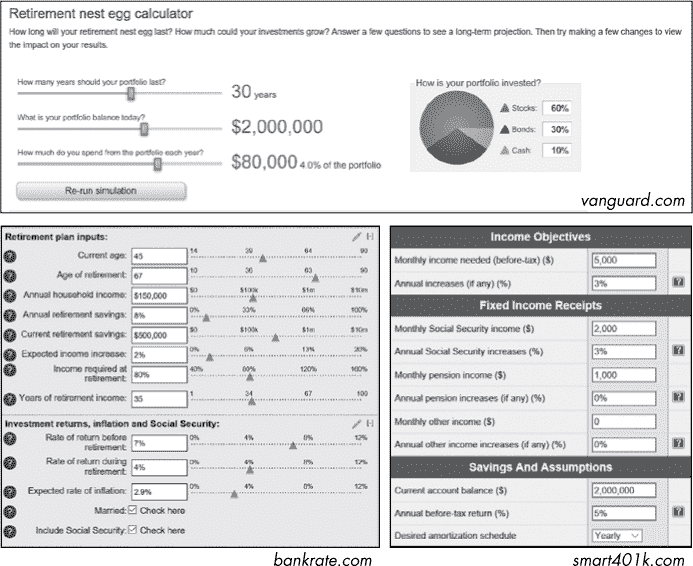 Retirement nest egg calculator
How long will your retirement nest egg last? How much could your investments grow? Answer a few questions to see a long-term projection. Then try making a few changes to view
the impact on your results.
How many years should your portfolio last?
30 years
What is your portfolio balance today?
$2,000,000
How much do you spend from the portfolio each year?
$80,000 4.0% of the portfolio
Re-run simulation
How is your portfolio invested?
Stocks: 60%
Bonds: 30%
Cash: 10%
vanguard.com
Retirement plan inputs:
Current age: 45 14 39 64 90
Age of retirement: 67 10 36 63 90
Annual household income: $150,000 $0 $100k $1m $10m
Annual retirement savings: 8% 0% 33% 66% 100%
Current retirement savings: $500,000 $0 $100k $1m $10m
Expected income increase: 2% 0% 6% 13% 20%
Income required at
retirement: 80% 40% 80% 120% 160%
Years of retirement income: 35 1 34 67 100
Investment returns, inflation and Social Security:
Rate of return before
retirement: 7% 0% 4% 8% 12%
Rate of return during
retirement: 4% 0% 4% 8% 12%
Expected rate of inflation: 2.9% 0% 4% 8% 12%
Married: Check here
Include Social Security: Check here
bankrate.com
Income Objectives
Monthly income needed (before-tax) ($) 5,000
Annual increases (if any) (%) 3% ?
Fixed Income Receipts
Monthly Social Security income ($) 2,000
Annual Social Security increases (%) 3% ?
Monthly pension income ($) 1,000
Annual pension increases (if any) (%) 0% ?
Monthly other income ($) 0
Annual other income increases (if any) (%) 0% ?
Savings And Assumptions
Current account balance ($) 2,000,000
Annual before-tax return (%) 5% ?
Desired amortization schedule Yearly
smart401k.com